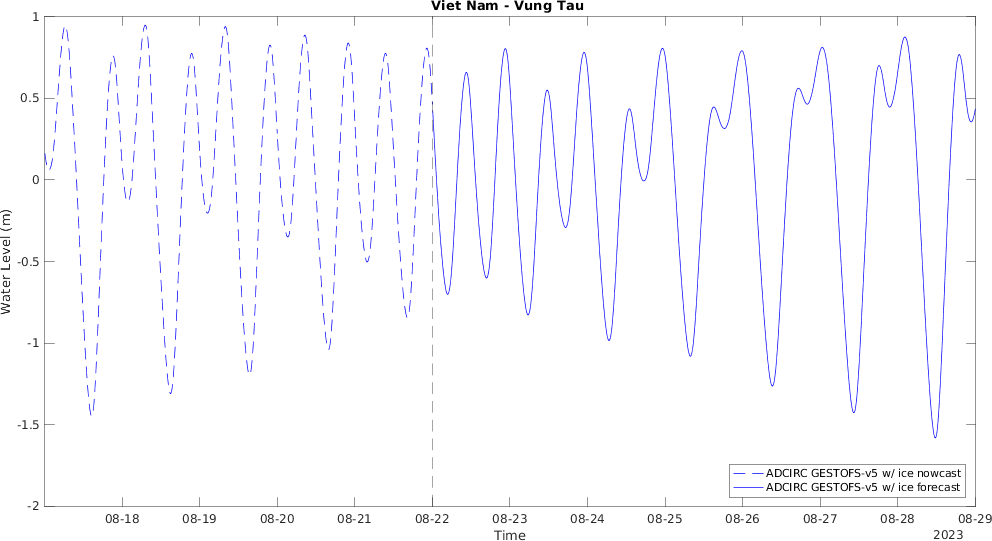 Viet Nam - Vung Tau
Water Level (m)
1
0.5
0
-0.5
-1
-1.5
-2
08-18 08-19 08-20 08-21 08-22 08-23 08-24 08-25 08-26 08-27 08-28 08-29
Time
2023
ADCIRC GESTOFS-v5 w/ ice nowcast
ADCIRC GESTOFS-v5 w/ ice forecast